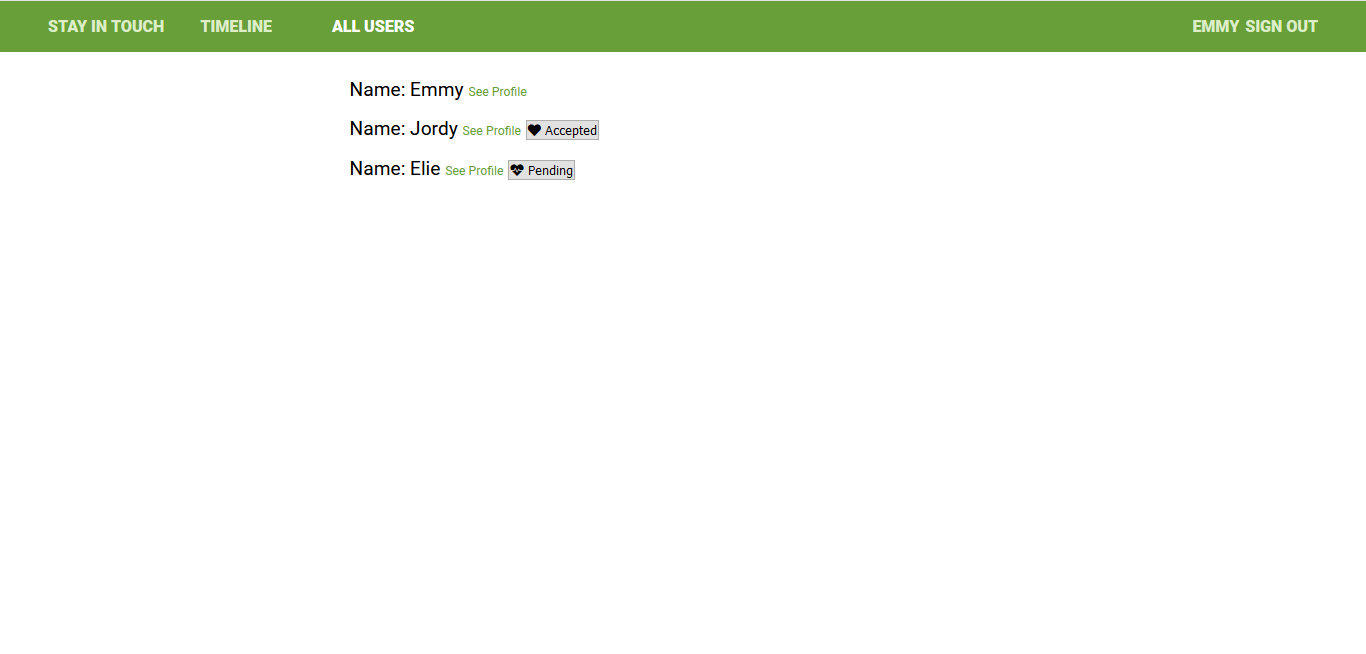 STAY IN TOUCH TIMELINE ALL USERS EMMY SIGN OUT
Name: Emmy See Profile
Name: Jordy See Profile Accepted
Name: Elie See Profile Pending